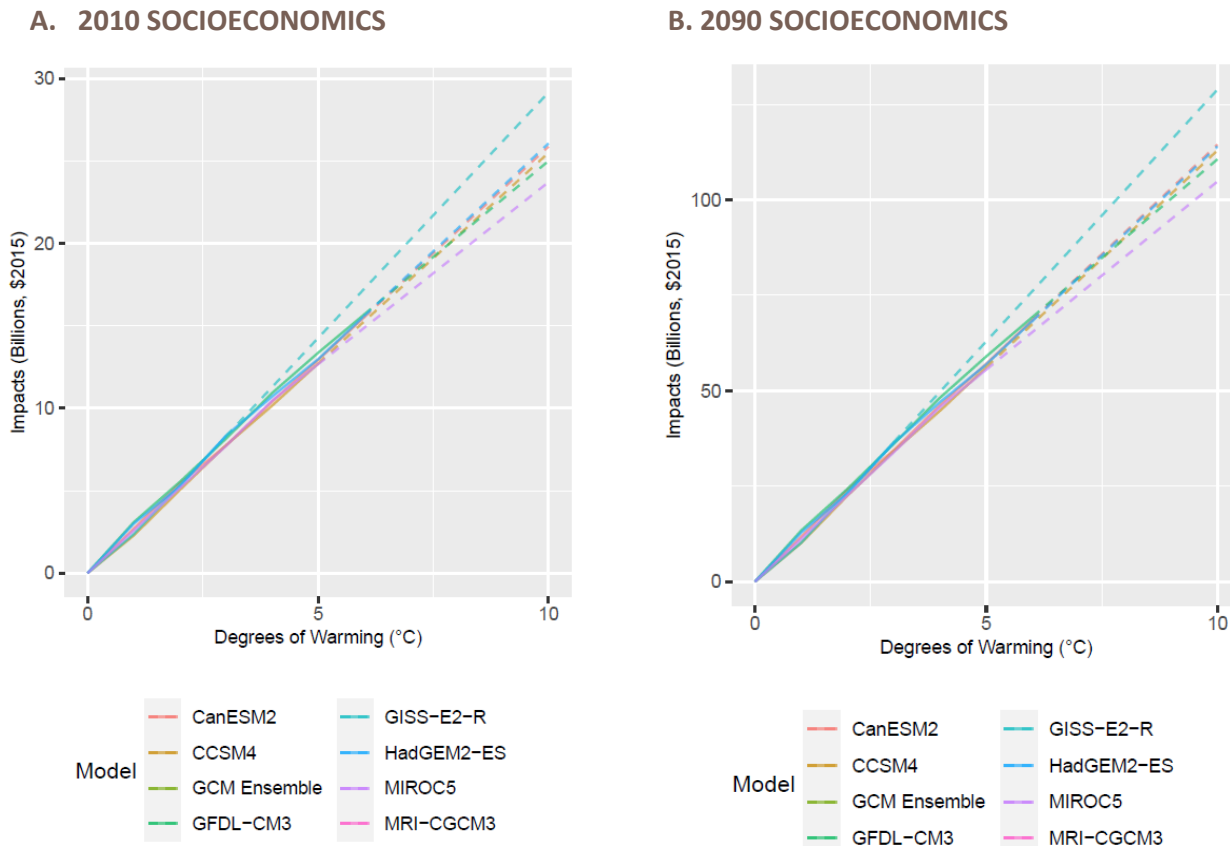 A. 2010 SOCIOECONOMICS
30
20
10
0
Impacts (Billions, $2015)
0 5 10
Degrees of Warming (°C)
Model
CanESM2
CCSM4
GCM Ensemble
GFDL−CM3
GISS−E2−R
HadGEM2−ES
MIROC5
MRI−CGCM3
B. 2090 SOCIOECONOMICS
100
50
0
Impacts (Billions, $2015)
0 5 10
Degrees of Warming (°C)
Model
CanESM2
CCSM4
GCM Ensemble
GFDL−CM3
GISS−E2−R
HadGEM2−ES
MIROC5
MRI−CGCM3